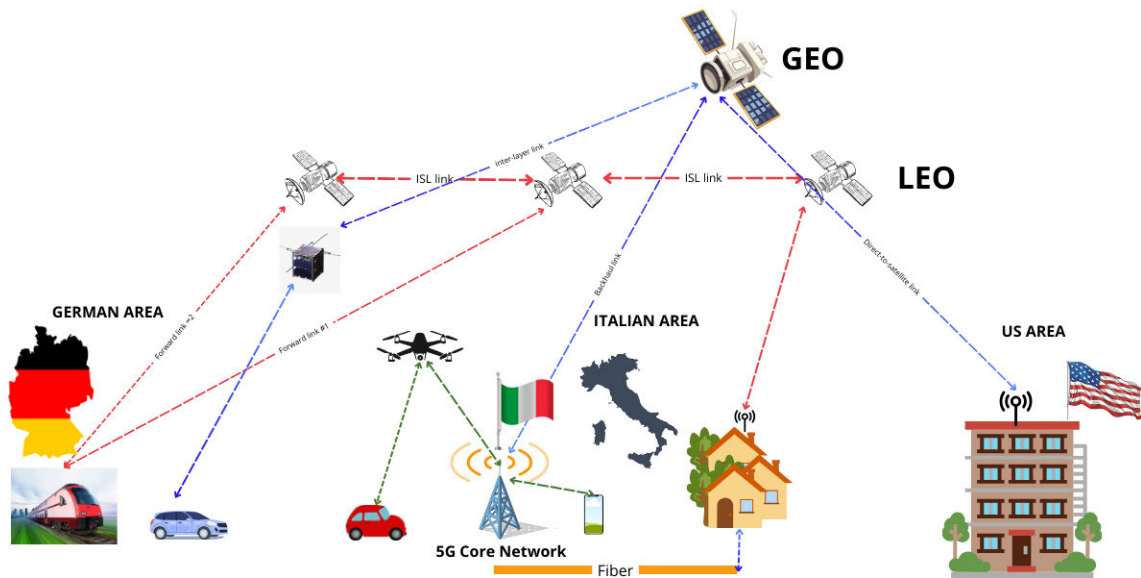 GEO
inter-layer link
ISL link
ISL link
LEO
Backhaul link
Direct-to-satellite link
GERMAN AREA
Forward link #2
Forward link #1
ITALIAN AREA
US AREA
5G Core Network
Fiber